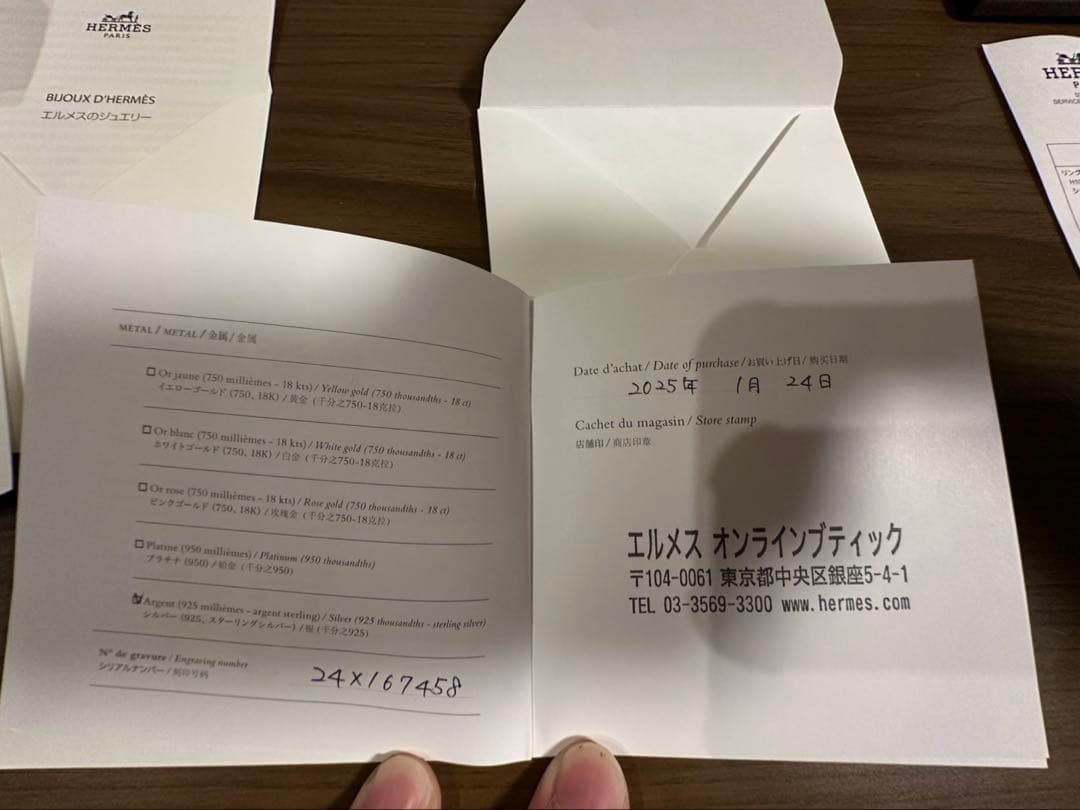 HERMÈS
PARIS
BIJOUX D'HERMÈS
エルメスのジュエリー
MÉTAL / METAL / 金属 / 金属
Or jaune (750 millièmes - 18 kts) / Yellow gold (750 thousandths - 18 ct)
イエローゴールド (750、18K) / 黄金 (千分之750-18克拉)
Or blanc (750 millièmes - 18 kts) / White gold (750 thousandths - 18 ct)
ホワイトゴールド (750、18K) / 白金 (千分之750-18克拉)
Or rose (750 millièmes - 18 kts) / Rose gold (750 thousandths - 18 ct)
ピンクゴールド (750、18K) / 玫瑰金 (千分之750-18克拉)
Platine (950 millièmes) / Platinum (950 thousandths)
プラチナ (950) / 铂金 (千分之950)
Argent (925 millièmes - argent sterling) / Silver (925 thousandths - sterling silver)
シルバー (925、スターリングシルバー) / 银 (千分之925)
N° de gravure / Engraving number
シリアルナンバー / 刻印号码
24X167458
Date d'achat / Date of purchase / お買い上げ日 / 购买日期
2025年 1月 24日
Cachet du magasin / Store stamp
店舗印 / 商店印章
エルメス オンラインブティック
〒104-0061 東京都中央区銀座5-4-1
TEL 03-3569-3300 www.hermes.com
HER
P
SERVICE
リング